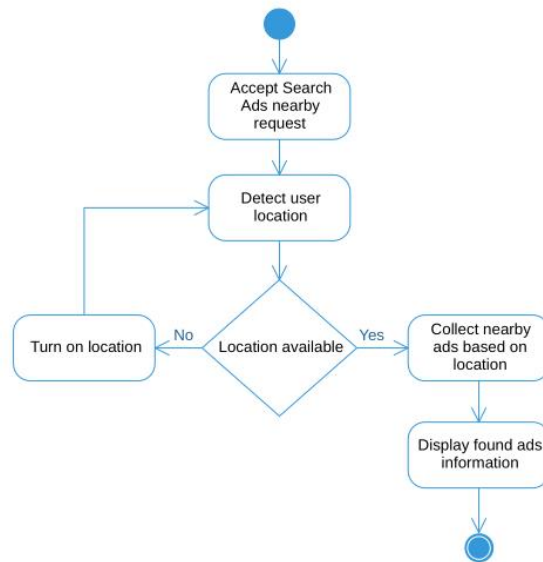 Accept Search
Ads nearby
request
Detect user
location
Turn on location
No
Location available
Yes
Collect nearby
ads based on
location
Display found ads
information